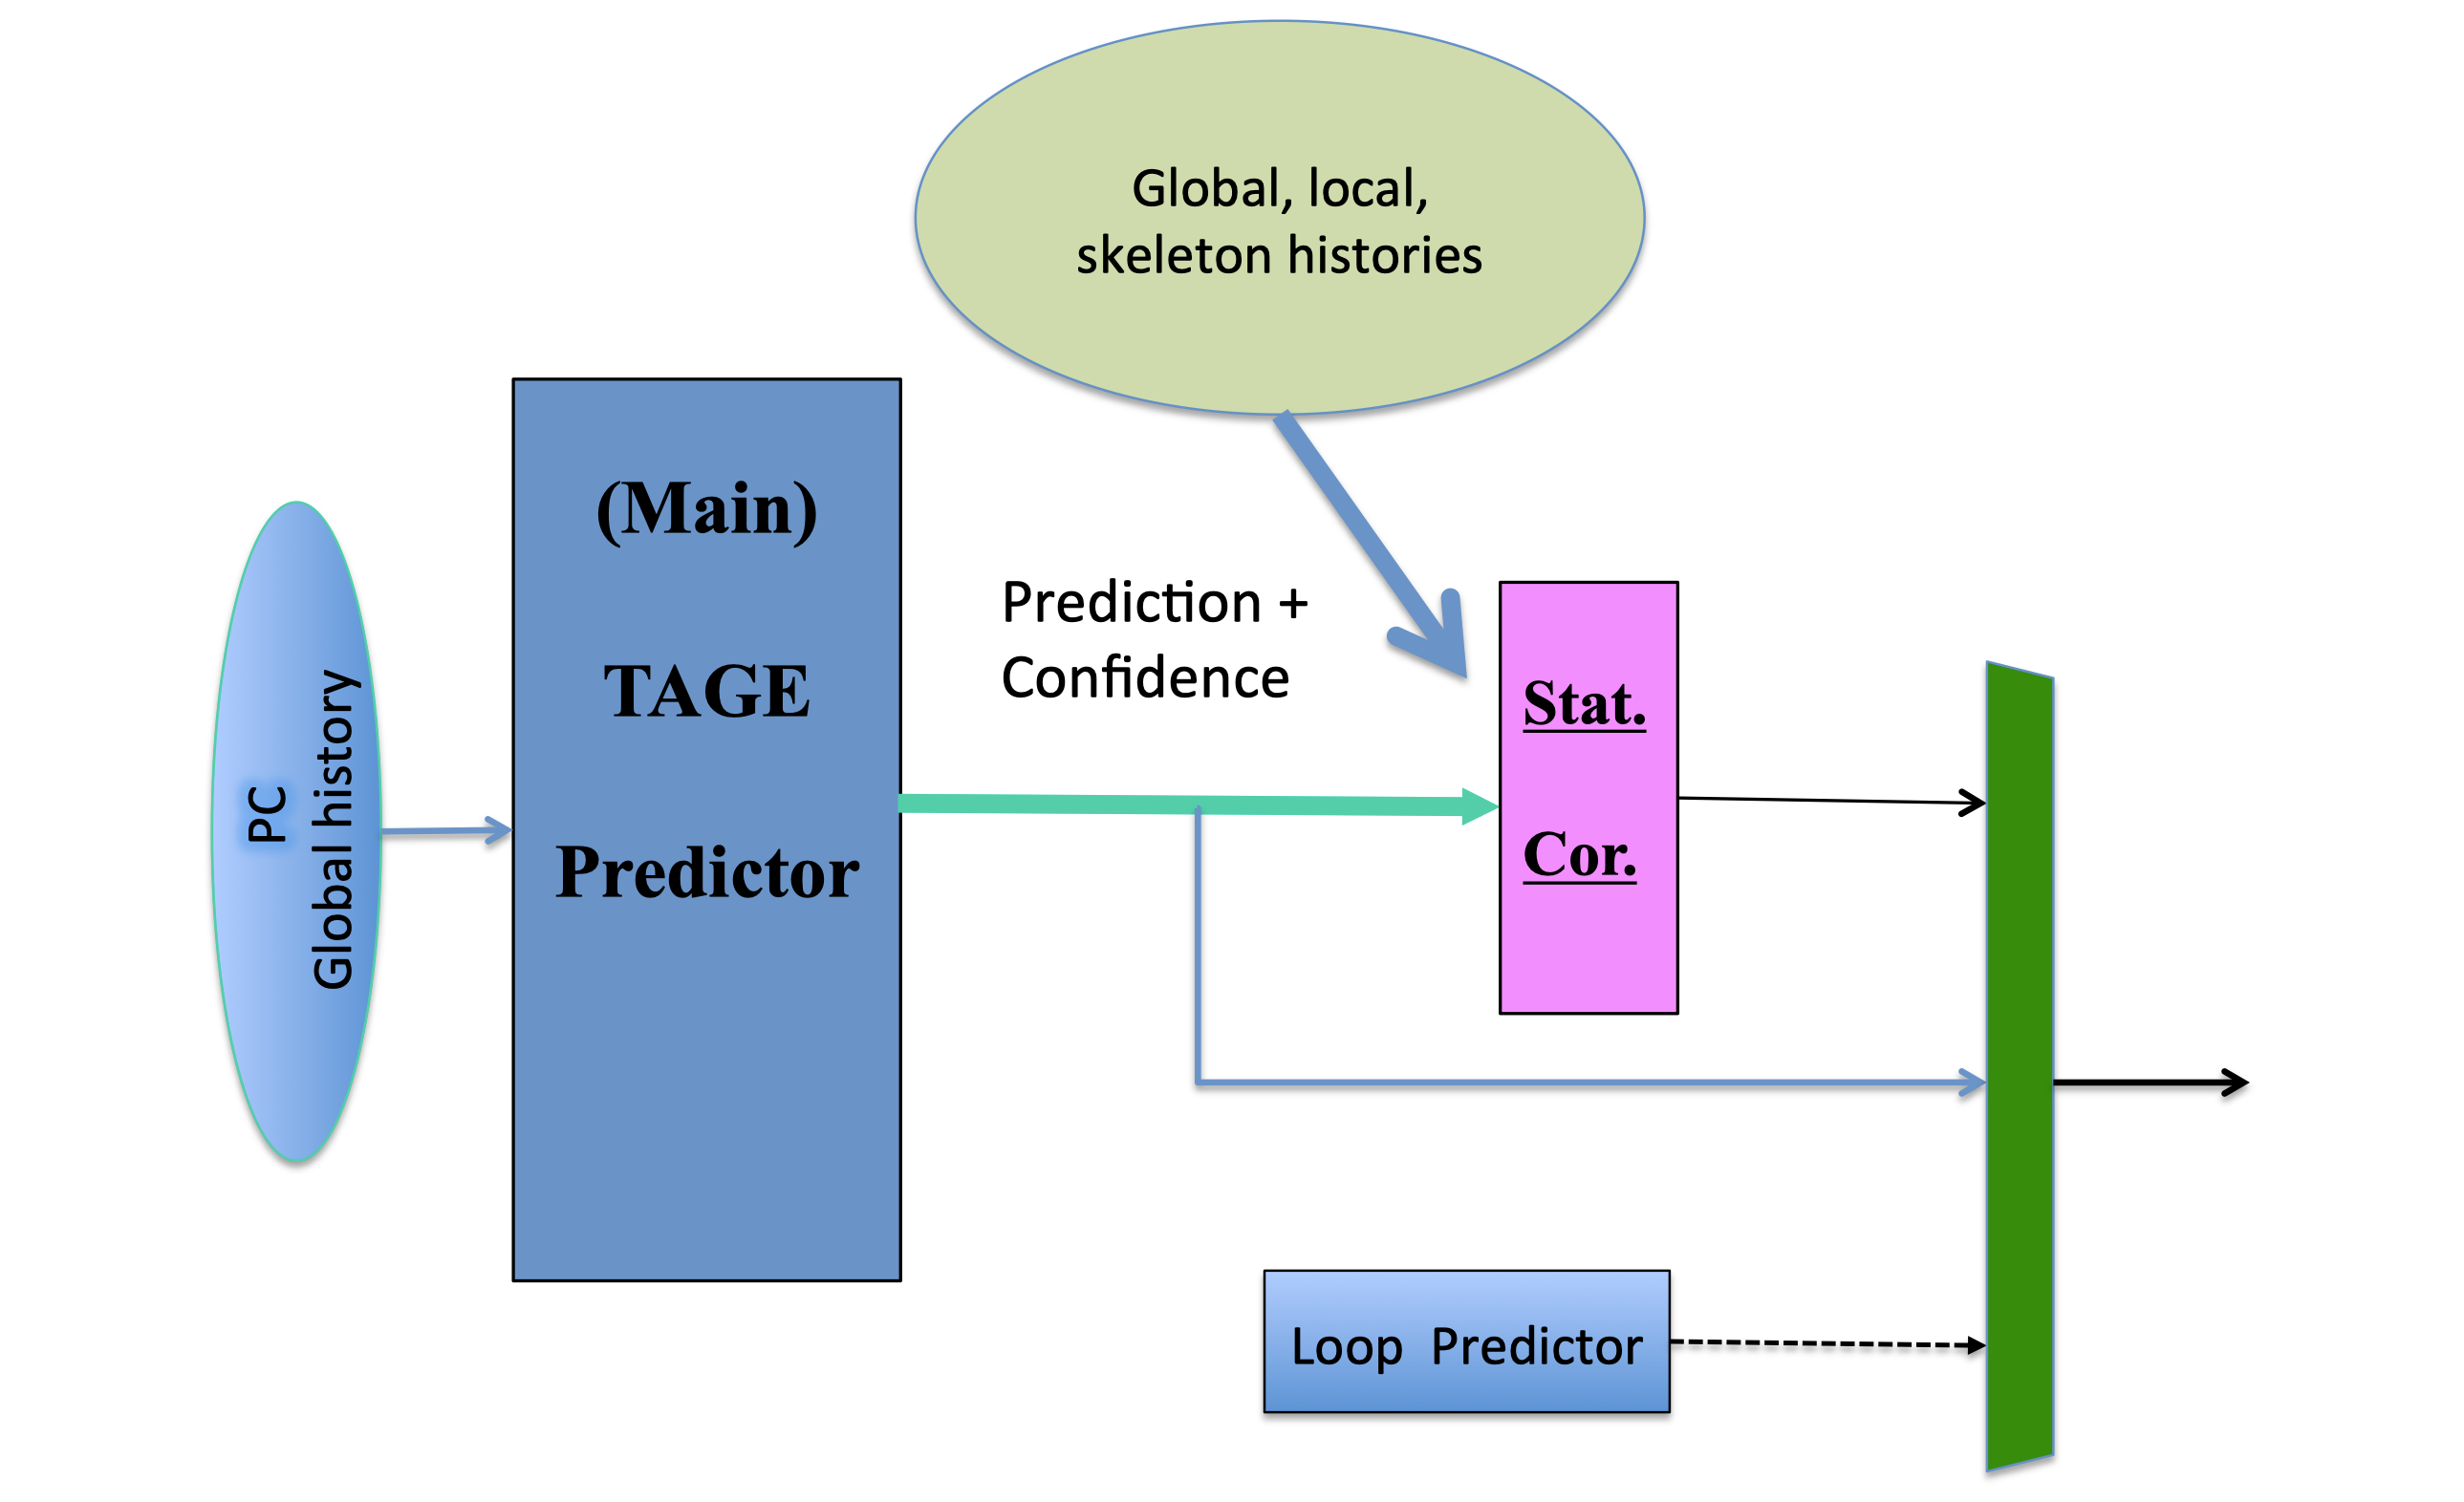 Global, local,
skeleton histories
PC
Global history
(Main)
TAGE
Predictor
Prediction +
Confidence
Stat.
Cor.
Loop Predictor